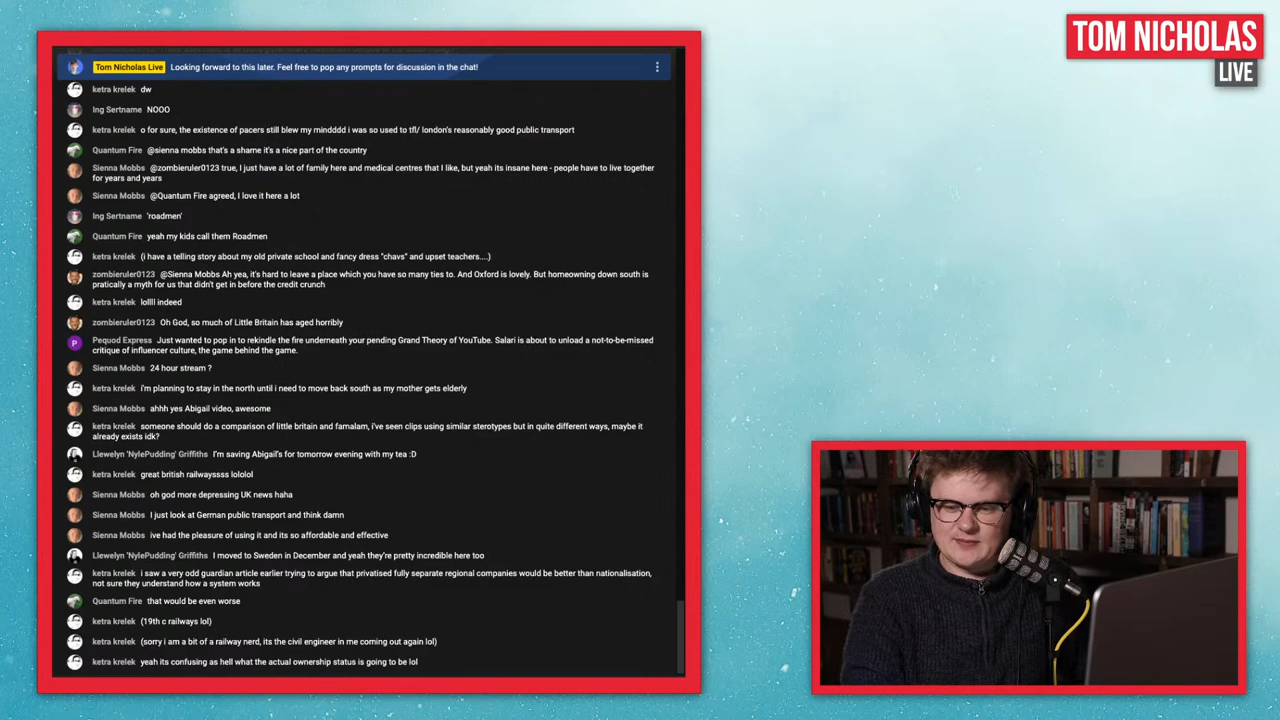 TOM NICHOLAS
LIVE
Tom Nicholas Live Looking forward to this later. Feel free to pop any prompts for discussion in the chat!
ketra krelek dw
Ing Sertname NOOO
ketra krelek o for sure, the existence of pacers still blew my mindddd i was so used to tfl/ london's reasonably good public transport
Quantum Fire @sienna mobbs that's a shame it's a nice part of the country
Sienna Mobbs @zombieruler0123 true, I just have a lot of family here and medical centres that I like, but yeah its insane here - people have to live together
for years and years
Sienna Mobbs @Quantum Fire agreed, I love it here a lot
Ing Sertname 'roadmen'
Quantum Fire yeah my kids call them Roadmen
ketra krelek (i have a telling story about my old private school and fancy dress "chavs" and upset teachers....)
zombieruler0123 @Sienna Mobbs Ah yea, it's hard to leave a place which you have so many ties to. And Oxford is lovely. But homeowning down south is
pratically a myth for us that didn't get in before the credit crunch
ketra krelek lollll indeed
zombieruler0123 Oh God, so much of Little Britain has aged horribly
P
Pequod Express Just wanted to pop in to rekindle the fire underneath your pending Grand Theory of YouTube. Salari is about to unload a not-to-be-missed
critique of influencer culture, the game behind the game.
Sienna Mobbs 24 hour stream ?
ketra krelek i'm planning to stay in the north until i need to move back south as my mother gets elderly
Sienna Mobbs ahhh yes Abigail video, awesome
ketra krelek someone should do a comparison of little britain and famalam, i've seen clips using similar sterotypes but in quite different ways, maybe it
already exists idk?
Llewelyn 'NylePudding' Griffiths I'm saving Abigail's for tomorrow evening with my tea :D
ketra krelek great british railwayssss lololol
Sienna Mobbs oh god more depressing UK news haha
Sienna Mobbs I just look at German public transport and think damn
Sienna Mobbs ive had the pleasure of using it and its so affordable and effective
Llewelyn 'NylePudding' Griffiths I moved to Sweden in December and yeah they're pretty incredible here too
ketra krelek i saw a very odd guardian article earlier trying to argue that privatised fully separate regional companies would be better than nationalisation,
not sure they understand how a system works
Quantum Fire that would be even worse
ketra krelek (19th c railways lol)
ketra krelek (sorry i am a bit of a railway nerd, its the civil engineer in me coming out again lol)
ketra krelek yeah its confusing as hell what the actual ownership status is going to be lol